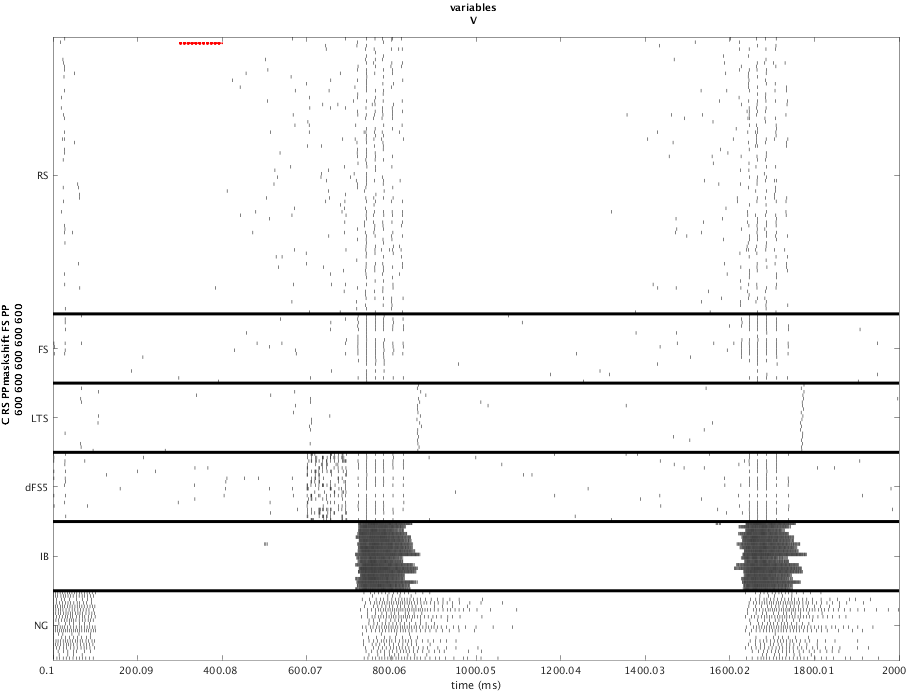 variables
V
C RS PPmaskshift FS PP
600 600 600 600 600
RS
FS
LTS
dFS5
IB
NG
0.1 200.09 400.08 600.07 800.06 1000.05 1200.04 1400.03 1600.02 1800.01 2000
time (ms)